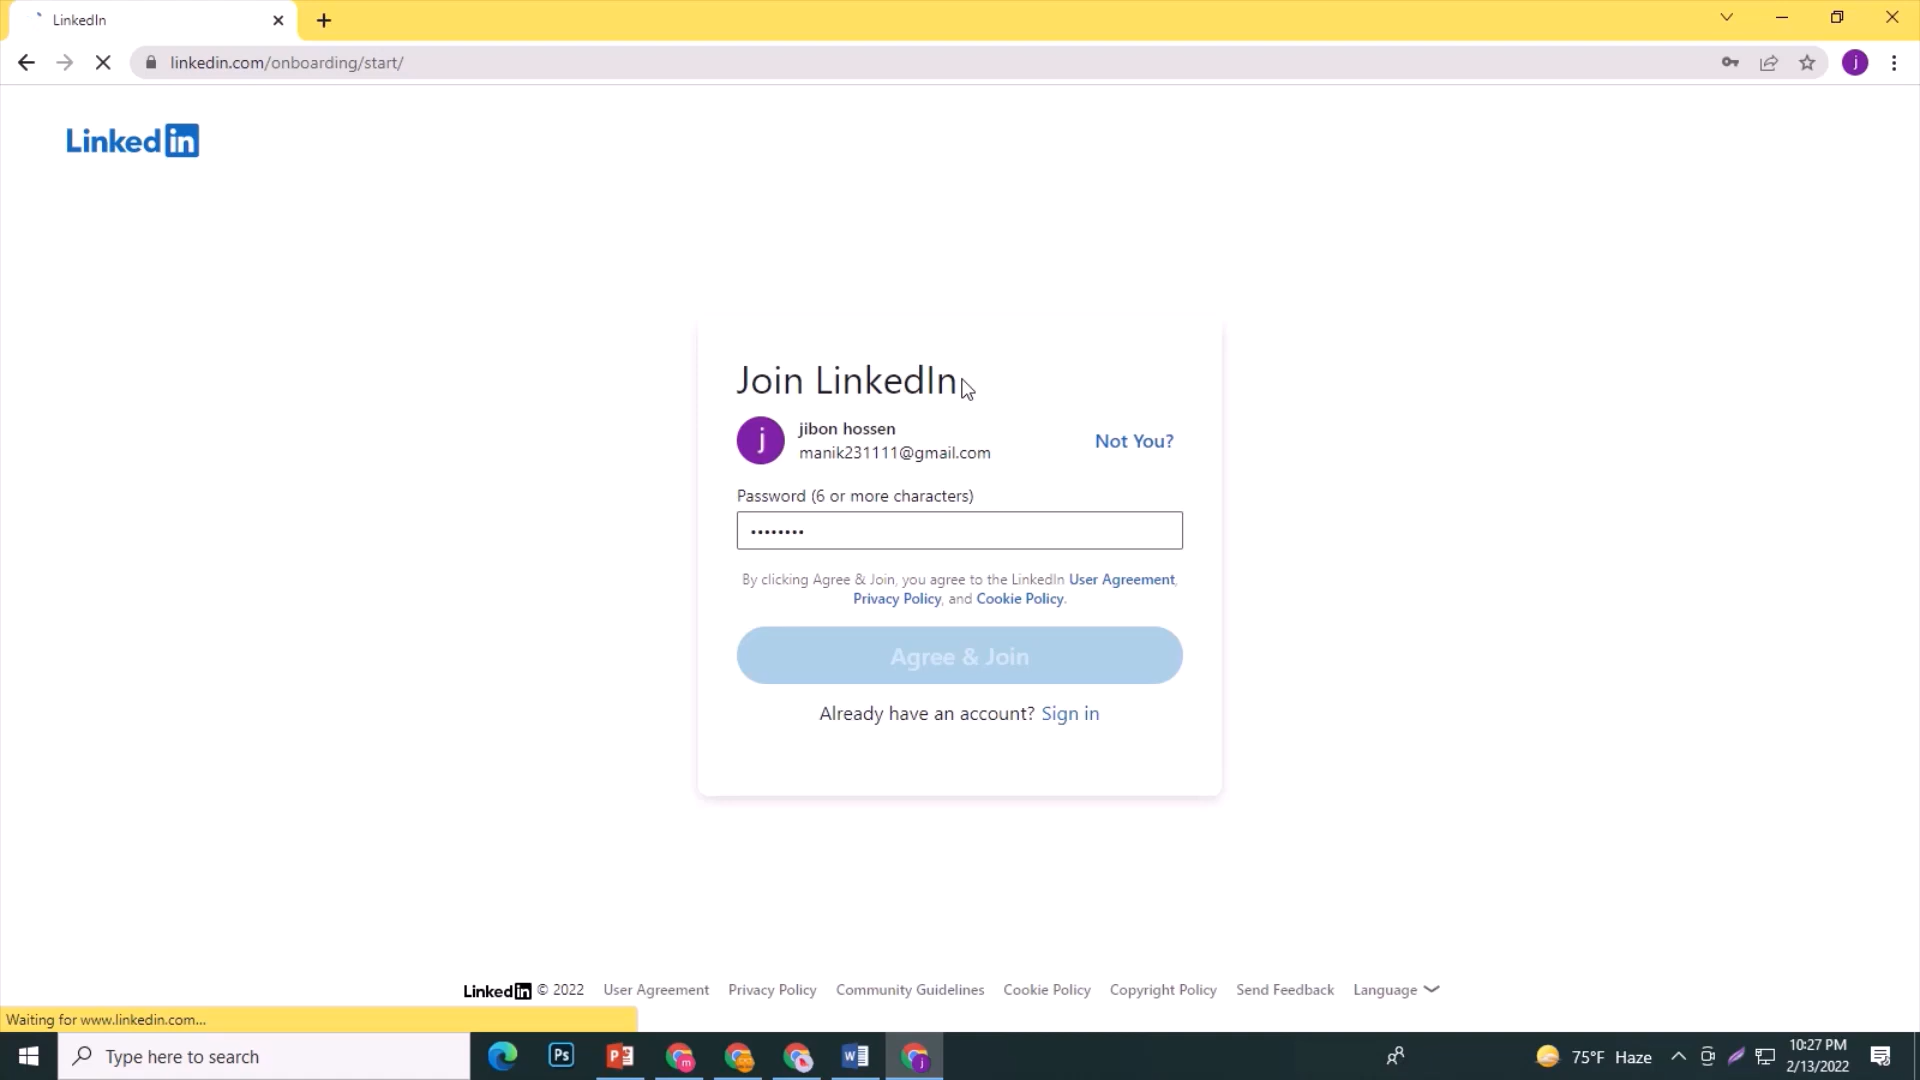 LinkedIn
linkedin.com/onboarding/start/
j
Linked in
Join LinkedIn
j
jibon hossen
manik231111@gmail.com
Not You?
Password (6 or more characters)
••••••••
By clicking Agree & Join, you agree to the LinkedIn User Agreement,
Privacy Policy, and Cookie Policy.
Agree & Join
Already have an account? Sign in
Linked in © 2022 User Agreement Privacy Policy Community Guidelines Cookie Policy Copyright Policy Send Feedback Language
Waiting for www.linkedin.com...
Type here to search
Ps
P
m
W
j
75°F Haze
10:27 PM
2/13/2022